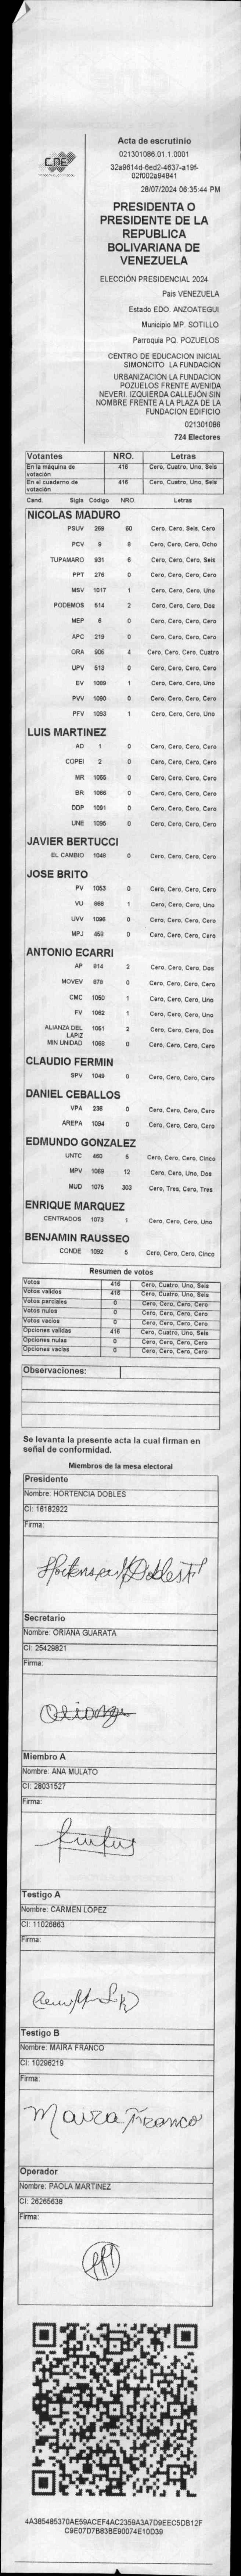 CNE
Acta de escrutinio
021301086.01.1.0001
32a9614d-6ed2-4637-a19f-
02f002a94841
28/07/2024 06:35:44 PM
PRESIDENTA O
PRESIDENTE DE LA
REPUBLICA
BOLIVARIANA DE
VENEZUELA
ELECCIÓN PRESIDENCIAL 2024
Pais VENEZUELA
Estado EDO. ANZOATEGUI
Municipio MP. SOTILLO
Parroquia PQ. POZUELOS
CENTRO DE EDUCACION INICIAL
SIMONCITO LA FUNDACION
URBANIZACIÓN LA FUNDACION
POZUELOS FRENTE AVENIDA
NEVERI. IZQUIERDA CALLEJÓN SIN
NOMBRE FRENTE A LA PLAZA DE LA
FUNDACION EDIFICIO
021301086
724 Electores
Votantes NRO. Letras
En la máquina de votación 416 Cero, Cuatro, Uno, Seis
En el cuaderno de votación 416 Cero, Cuatro, Uno, Seis
Cand. Sigla Código NRO. Letras
NICOLAS MADURO
PSUV 269 60 Cero, Cero, Seis, Cero
PCV 9 8 Cero, Cero, Cero, Ocho
TUPAMARO 931 6 Cero, Cero, Cero, Seis
PPT 276 0 Cero, Cero, Cero, Cero
MSV 1017 1 Cero, Cero, Cero, Uno
PODEMOS 514 2 Cero, Cero, Cero, Dos
MEP 6 0 Cero, Cero, Cero, Cero
APC 219 0 Cero, Cero, Cero, Cero
ORA 906 4 Cero, Cero, Cero, Cuatro
UPV 512 0 Cero, Cero, Cero, Cero
EV 1089 1 Cero, Cero, Cero, Uno
PVV 1090 0 Cero, Cero, Cero, Cero
PFV 1093 1 Cero, Cero, Cero, Uno
LUIS MARTINEZ
AD 1 0 Cero, Cero, Cero, Cero
COPEI 2 0 Cero, Cero, Cero, Cero
MR 1055 0 Cero, Cero, Cero, Cero
BR 1066 0 Cero, Cero, Cero, Cero
DDP 1091 0 Cero, Cero, Cero, Cero
UNE 1095 0 Cero, Cero, Cero, Cero
JAVIER BERTUCCI
EL CAMBIO 1048 0 Cero, Cero, Cero, Cero
JOSE BRITO
PV 1053 0 Cero, Cero, Cero, Cero
VU 868 1 Cero, Cero, Cero, Uno
UVV 1096 0 Cero, Cero, Cero, Cero
MPJ 458 0 Cero, Cero, Cero, Cero
ANTONIO ECARRI
AP 814 2 Cero, Cero, Cero, Dos
MOVEV 678 0 Cero, Cero, Cero, Cero
CMC 1050 1 Cero, Cero, Cero, Uno
FV 1082 1 Cero, Cero, Cero, Uno
ALIANZA DEL LAPIZ 1051 2 Cero, Cero, Cero, Dos
MIN UNIDAD 1068 0 Cero, Cero, Cero, Cero
CLAUDIO FERMIN
SPV 1049 0 Cero, Cero, Cero, Cero
DANIEL CEBALLOS
VPA 236 0 Cero, Cero, Cero, Cero
AREPA 1094 0 Cero, Cero, Cero, Cero
EDMUNDO GONZALEZ
UNTC 460 5 Cero, Cero, Cero, Cinco
MPV 1069 12 Cero, Cero, Uno, Dos
MUD 1075 303 Cero, Tres, Cero, Tres
ENRIQUE MARQUEZ
CENTRADOS 1073 1 Cero, Cero, Cero, Uno
BENJAMIN RAUSSEO
CONDE 1092 5 Cero, Cero, Cero, Cinco
Resumen de votos
Votos 416 Cero, Cuatro, Uno, Seis
Votos validos 416 Cero, Cuatro, Uno, Seis
Votos parciales 0 Cero, Cero, Cero, Cero
Votos nulos 0 Cero, Cero, Cero, Cero
Votos vacios 0 Cero, Cero, Cero, Cero
Opciones validas 416 Cero, Cuatro, Uno, Seis
Opciones nulas 0 Cero, Cero, Cero, Cero
Opciones vacias 0 Cero, Cero, Cero, Cero
Observaciones:
Se levanta la presente acta la cual firman en
señal de conformidad.
Miembros de la mesa electoral
Presidente
Nombre: HORTENCIA DOBLES
CI: 16182922
Firma:
Secretario
Nombre: ORIANA GUARATA
CI: 25429821
Firma:
Miembro A
Nombre: ANA MULATO
CI: 28031527
Firma:
Testigo A
Nombre: CARMEN LOPEZ
CI: 11026863
Firma:
Testigo B
Nombre: MAIRA FRANCO
CI: 10296219
Firma:
Maira Franco
Operador
Nombre: PAOLA MARTINEZ
CI: 26265638
Firma:
4A385485370AE59ACEF4AC2359A3A7D9EEC5DB12F
C9E07D7B83BE90074E10D39